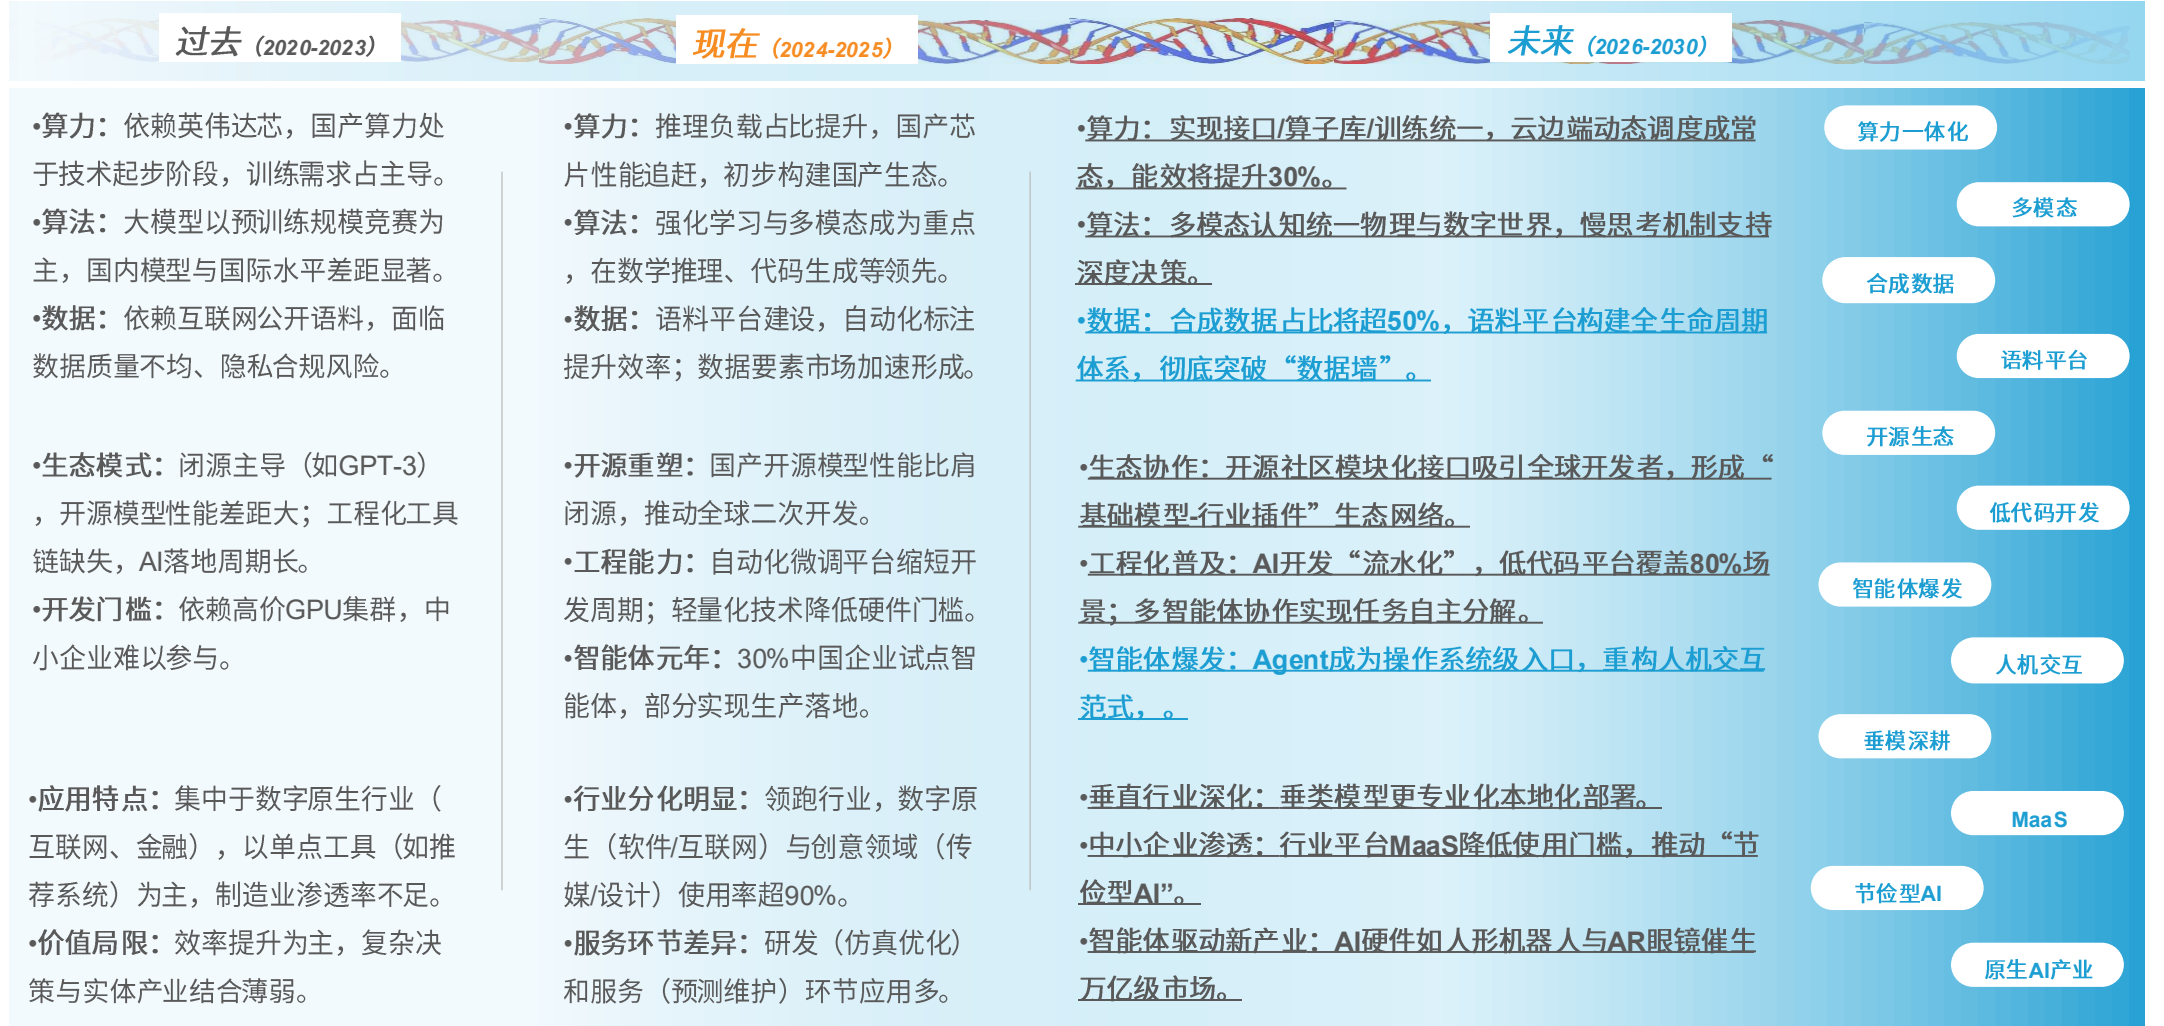 过去（2020-2023）
现在（2024-2025）
未来（2026-2030）
•算力：依赖英伟达芯，国产算力处
于技术起步阶段，训练需求占主导。
•算法：大模型以预训练规模竞赛为
主，国内模型与国际水平差距显著。
•数据：依赖互联网公开语料，面临
数据质量不均、隐私合规风险。
•生态模式：闭源主导（如GPT-3）
，开源模型性能差距大；工程化工具
链缺失，AI落地周期长。
•开发门槛：依赖高价GPU集群，中
小企业难以参与。
•应用特点：集中于数字原生行业（
互联网、金融），以单点工具（如推
荐系统）为主，制造业渗透率不足。
•价值局限：效率提升为主，复杂决
策与实体产业结合薄弱。
•算力：推理负载占比提升，国产芯
片性能追赶，初步构建国产生态。
•算法：强化学习与多模态成为重点
，在数学推理、代码生成等领先。
•数据：语料平台建设，自动化标注
提升效率；数据要素市场加速形成。
•开源重塑：国产开源模型性能比肩
闭源，推动全球二次开发。
•工程能力：自动化微调平台缩短开
发周期；轻量化技术降低硬件门槛。
•智能体元年：30%中国企业试点智
能体，部分实现生产落地。
•行业分化明显：领跑行业，数字原
生（软件/互联网）与创意领域（传
媒/设计）使用率超90%。
•服务环节差异：研发（仿真优化）
和服务（预测维护）环节应用多。
•算力：实现接口/算子库/训练统一，云边端动态调度成常
态，能效将提升30%。
•算法：多模态认知统一物理与数字世界，慢思考机制支持
深度决策。
•数据：合成数据占比将超50%，语料平台构建全生命周期
体系，彻底突破“数据墙”。
•生态协作：开源社区模块化接口吸引全球开发者，形成“
基础模型-行业插件”生态网络。
•工程化普及：AI开发“流水化”，低代码平台覆盖80%场
景；多智能体协作实现任务自主分解。
•智能体爆发：Agent成为操作系统级入口，重构人机交互
范式，。
•垂直行业深化：垂类模型更专业化本地化部署。
•中小企业渗透：行业平台MaaS降低使用门槛，推动“节
俭型AI”。
•智能体驱动新产业：AI硬件如人形机器人与AR眼镜催生
万亿级市场。
算力一体化
多模态
合成数据
语料平台
开源生态
低代码开发
智能体爆发
人机交互
垂模深耕
MaaS
节俭型AI
原生AI产业